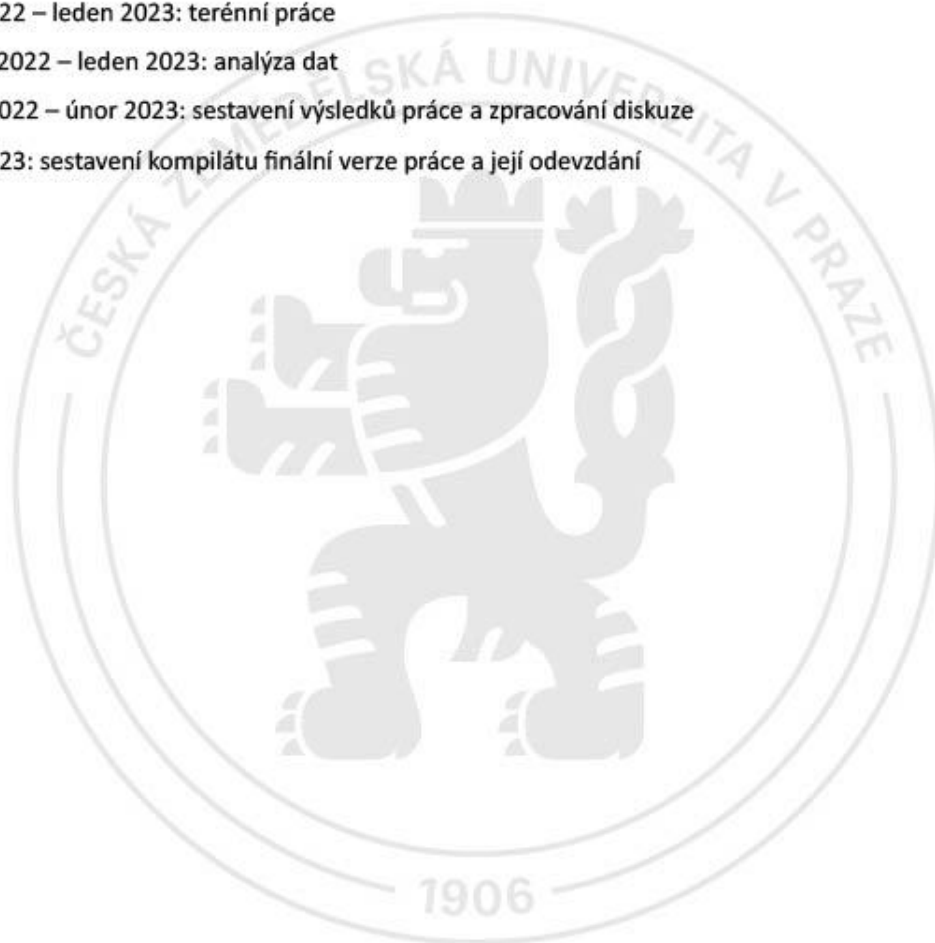 22 – leden 2023: terénní práce
2022 – leden 2023: analýza dat
022 – únor 2023: sestavení výsledků práce a zpracování diskuze
23: sestavení kompilátu finální verze práce a její odevzdání
ČESKÁ ZEMĚDĚLSKÁ UNIVERZITA V PRAZE
1906